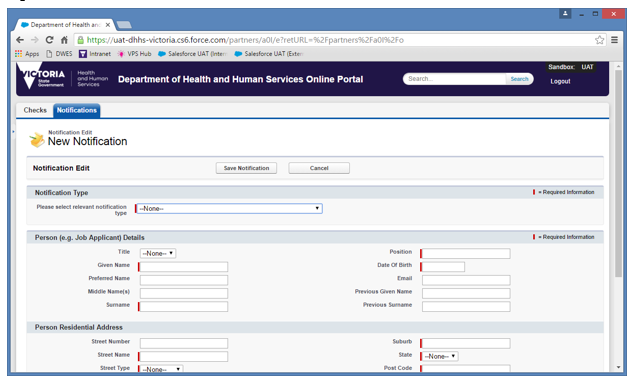 Department of Health and
https://uat-dhhs-victoria.cs6.force.com/partners/a0I/e?retURL=%2Fpartners%2Fa0I%2Fo
Apps DWES Intranet VPS Hub Salesforce UAT (Inter Salesforce UAT (Exter
Sandbox: UAT
VICTORIA
State Government
Health and Human Services
Department of Health and Human Services Online Portal
Search...
Search
Logout
Checks Notifications
Notification Edit
New Notification
Notification Edit Save Notification Cancel
Notification Type = Required Information
Please select relevant notification type --None--
Person (e.g. Job Applicant) Details = Required Information
Title --None-- Position
Given Name Date Of Birth
Preferred Name Email
Middle Name(s) Previous Given Name
Surname Previous Surname
Person Residential Address
Street Number Suburb
Street Name State --None--
Street Type --None-- Post Code